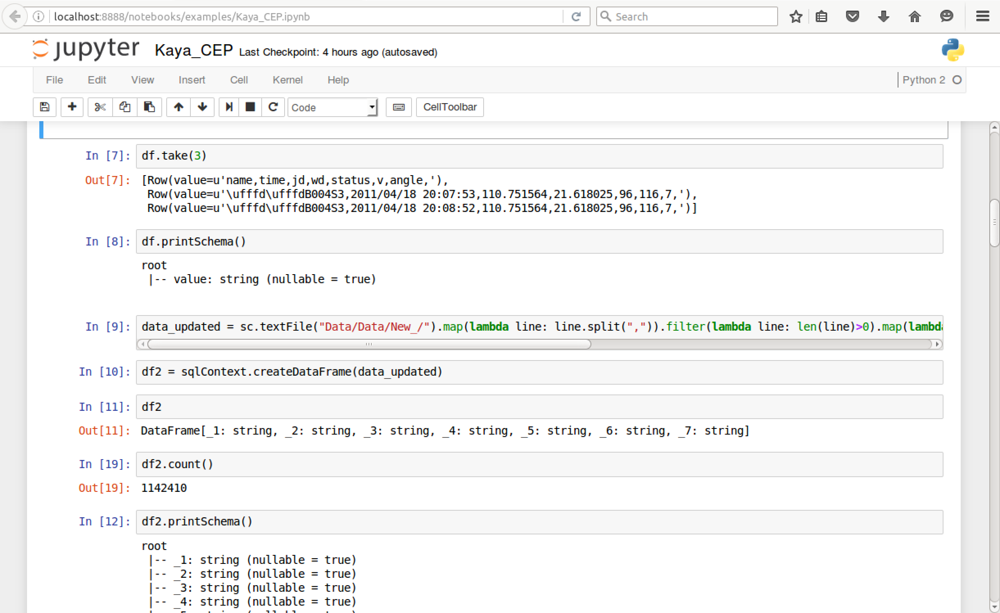 localhost:8888/notebooks/examples/Kaya_CEP.ipynb
Search
jupyter Kaya_CEP Last Checkpoint: 4 hours ago (autosaved)
File Edit View Insert Cell Kernel Help
Python 2
Code
CellToolbar
In [7]: df.take(3)
Out[7]: [Row(value=u'name,time,jd,wd,status,v,angle,'),
Row(value=u'\ufffd\ufffdB004S3,2011/04/18 20:07:53,110.751564,21.618025,96,116,7,'),
Row(value=u'\ufffd\ufffdB004S3,2011/04/18 20:08:52,110.751564,21.618025,96,116,7,')]
In [8]: df.printSchema()
root
|-- value: string (nullable = true)
In [9]: data_updated = sc.textFile("Data/Data/New_/").map(lambda line: line.split(",")).filter(lambda line: len(line)>0).map(lambd
In [10]: df2 = sqlContext.createDataFrame(data_updated)
In [11]: df2
Out[11]: DataFrame[_1: string, _2: string, _3: string, _4: string, _5: string, _6: string, _7: string]
In [19]: df2.count()
Out[19]: 1142410
In [12]: df2.printSchema()
root
|-- _1: string (nullable = true)
|-- _2: string (nullable = true)
|-- _3: string (nullable = true)
|-- _4: string (nullable = true)